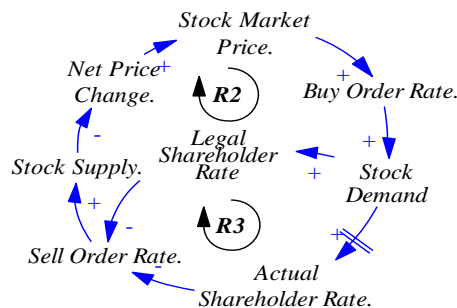 Stock Market
Price.
+
Net Price
Change.
+
Buy Order Rate.
R2
-
Legal
Shareholder
Rate
+
Stock Supply.
+
Stock
Demand
+
-
R3
+
Sell Order Rate.
-
Actual
Shareholder Rate.